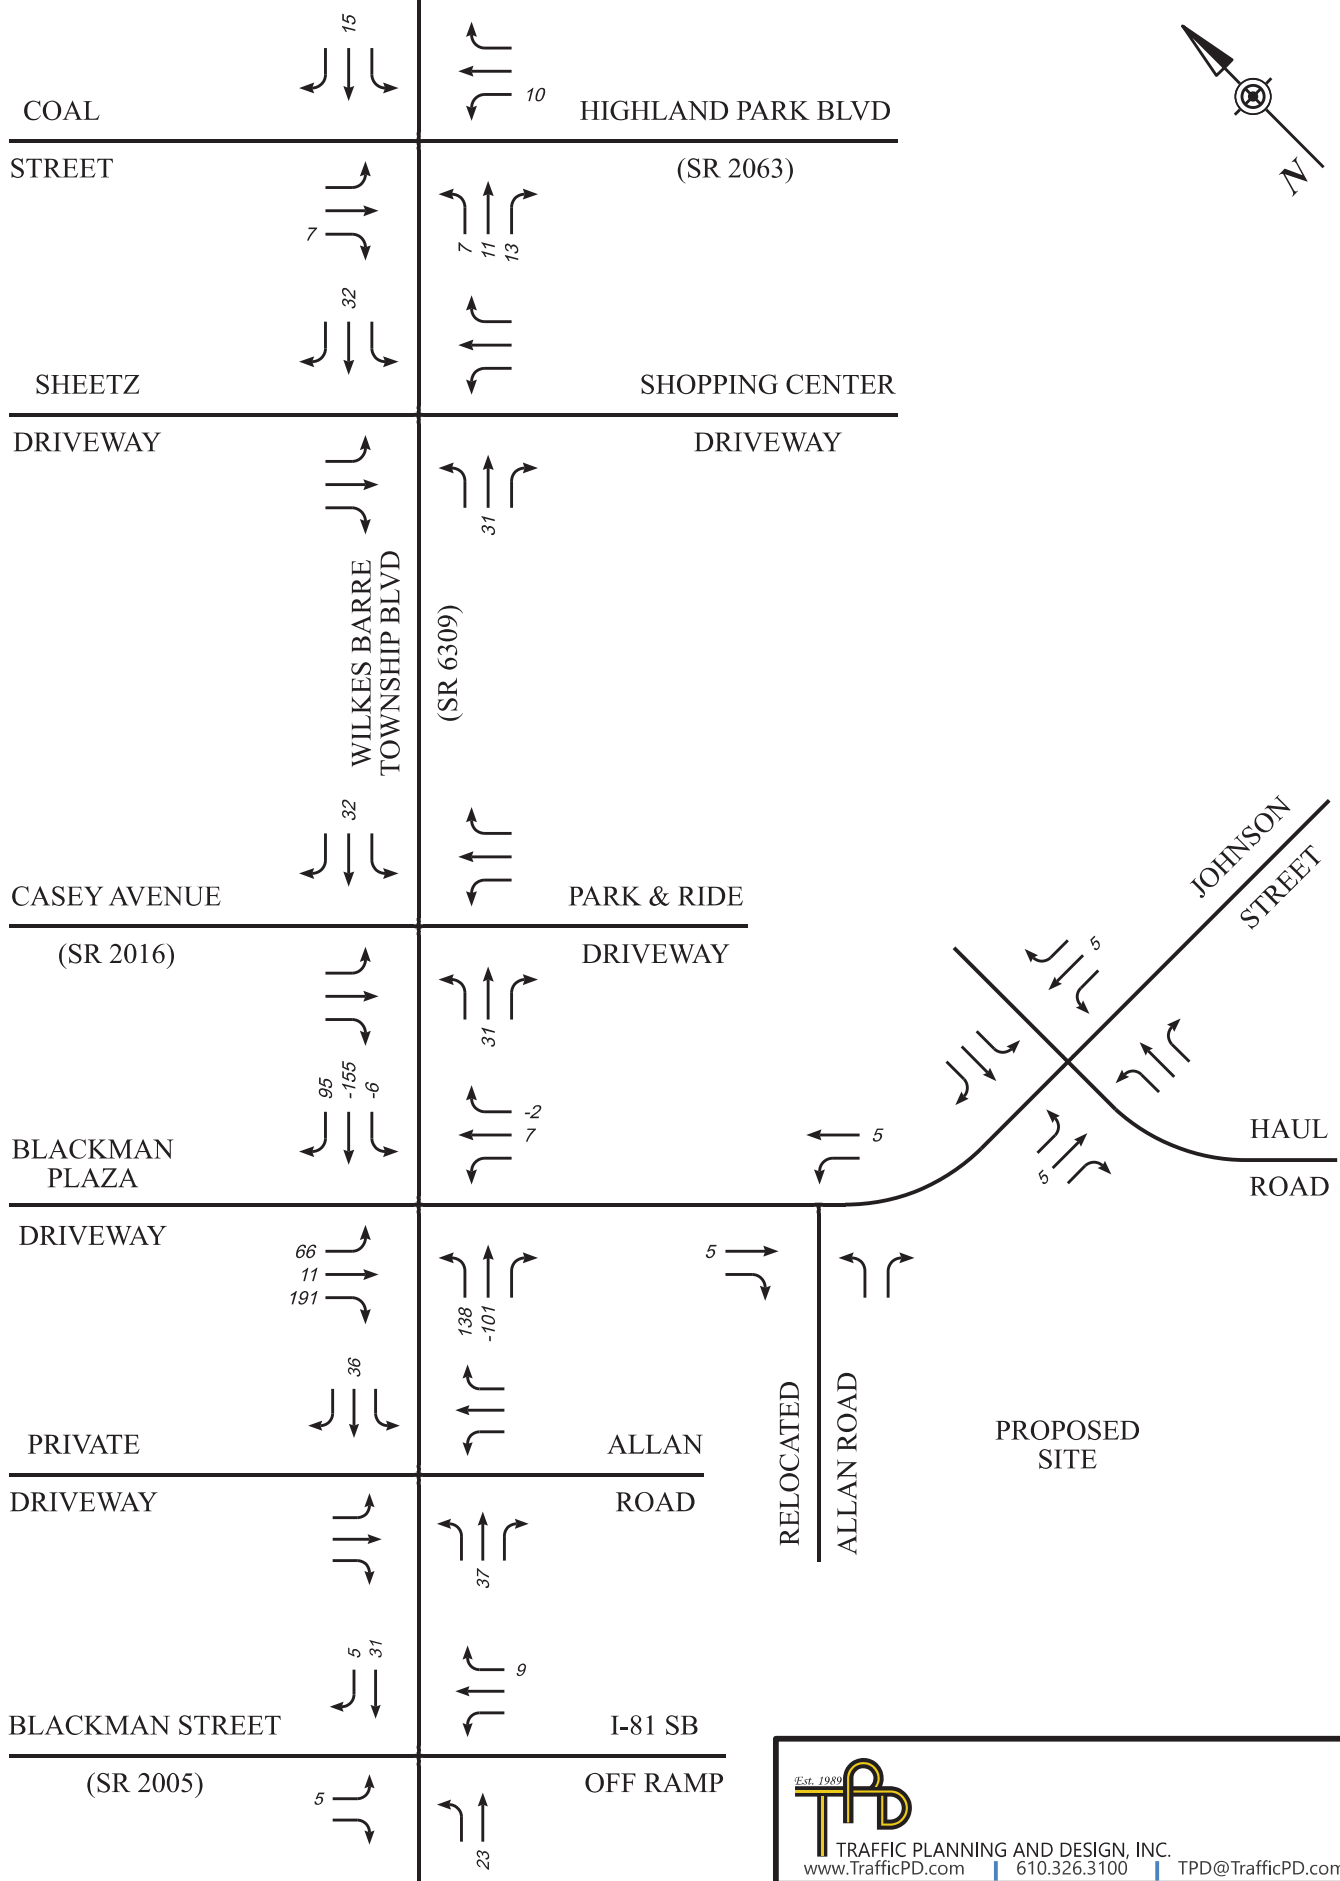 15
10
COAL
HIGHLAND PARK BLVD
STREET
(SR 2063)
N
7
7
11
13
32
SHEETZ
SHOPPING CENTER
DRIVEWAY
DRIVEWAY
31
WILKES BARRE
TOWNSHIP BLVD
(SR 6309)
32
CASEY AVENUE
PARK & RIDE
(SR 2016)
DRIVEWAY
31
JOHNSON
STREET
5
5
HAUL
ROAD
95
-155
-6
-2
7
5
BLACKMAN
PLAZA
DRIVEWAY
66
11
191
138
-101
5
RELOCATED
ALLAN ROAD
PROPOSED
SITE
36
PRIVATE
ALLAN
DRIVEWAY
ROAD
37
5
31
9
BLACKMAN STREET
I-81 SB
(SR 2005)
OFF RAMP
5
23
Est. 1989
TPD
TRAFFIC PLANNING AND DESIGN, INC.
www.TrafficPD.com | 610.326.3100 | TPD@TrafficPD.com